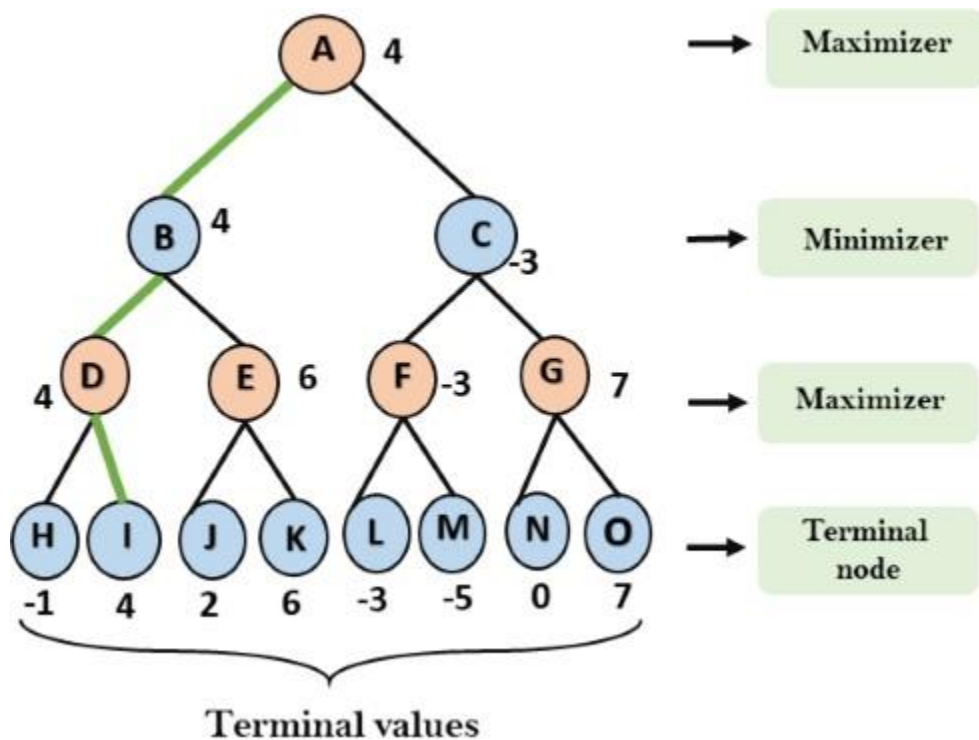 A 4
Maximizer
B 4
C -3
Minimizer
D 4
E 6
F -3
G 7
Maximizer
H I J K L M N O
Terminal
node
-1 4 2 6 -3 -5 0 7
Terminal values